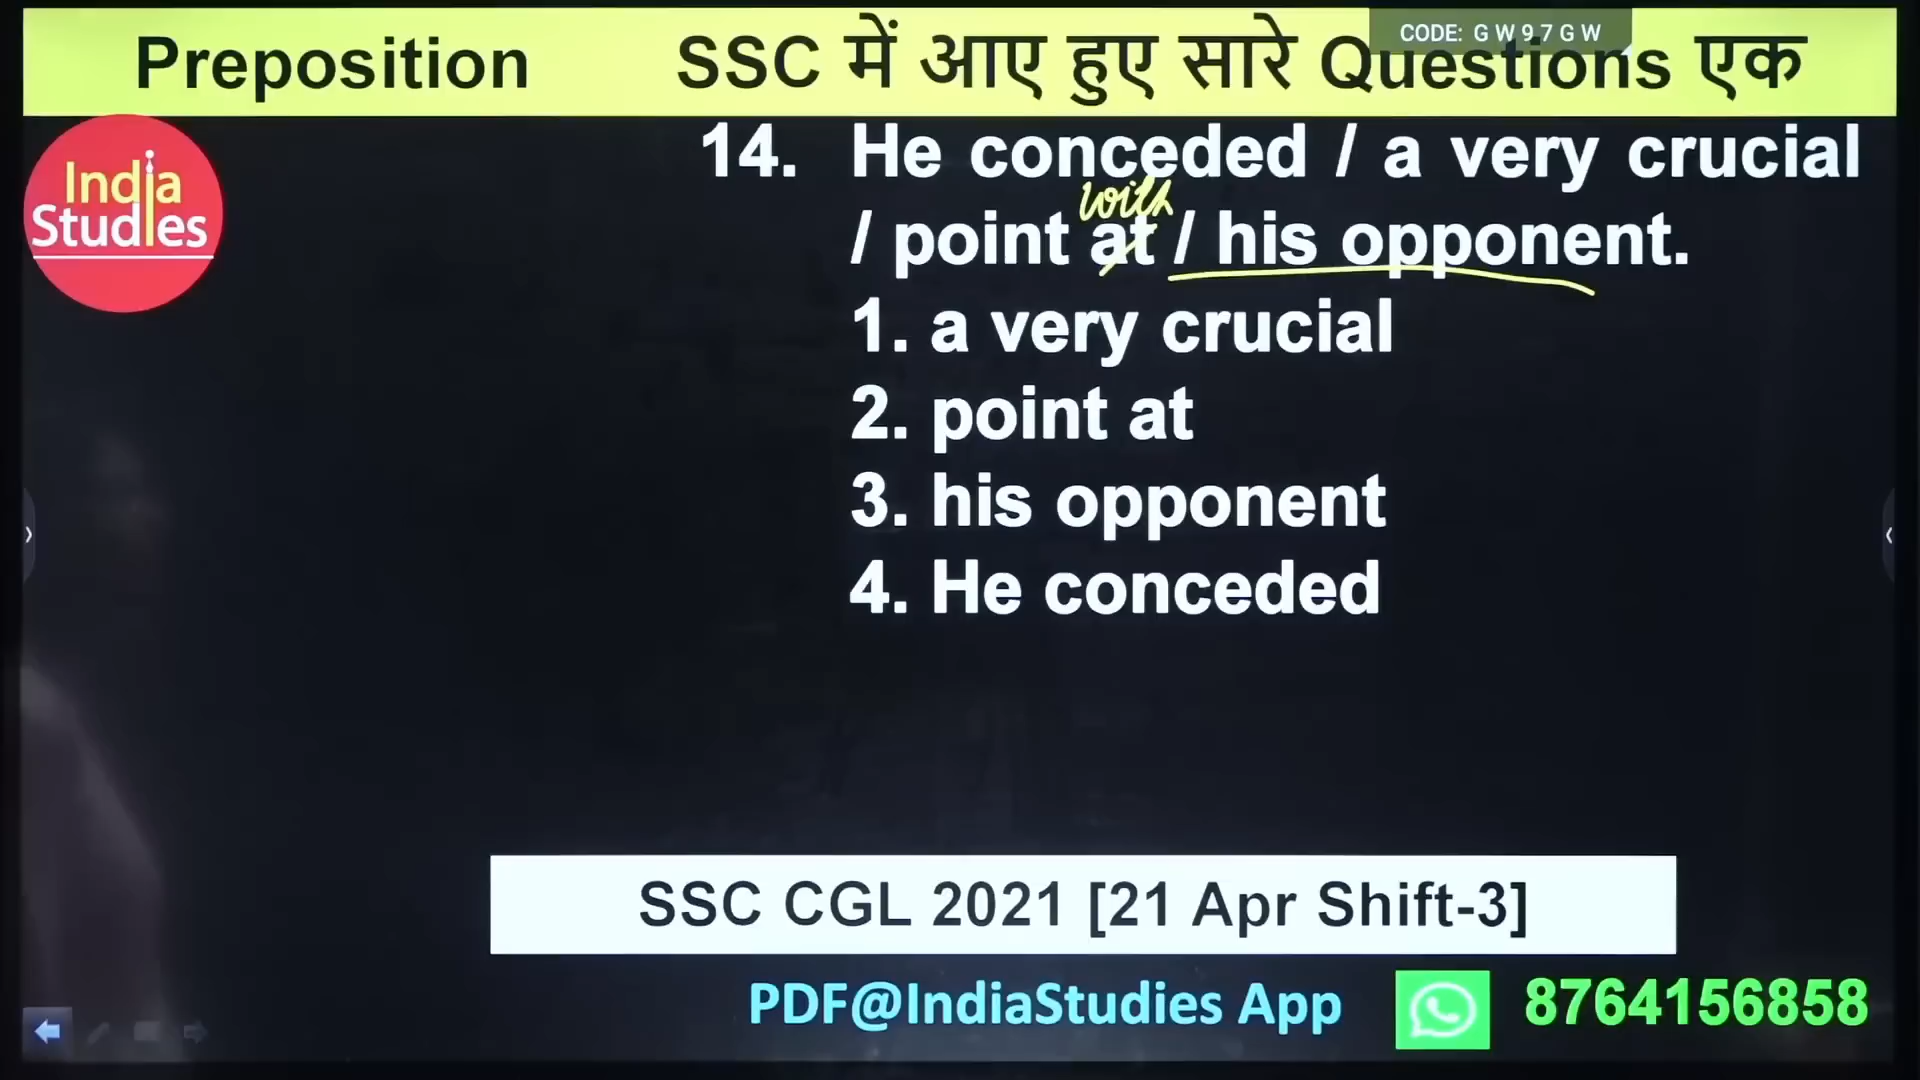 Preposition SSC में आए हुए सारे Questions एक
CODE: G W 9 7 G W
India
Studies
14. He conceded / a very crucial
with
/ point at / his opponent.
1. a very crucial
2. point at
3. his opponent
4. He conceded
SSC CGL 2021 [21 Apr Shift-3]
PDF@IndiaStudies App 8764156858